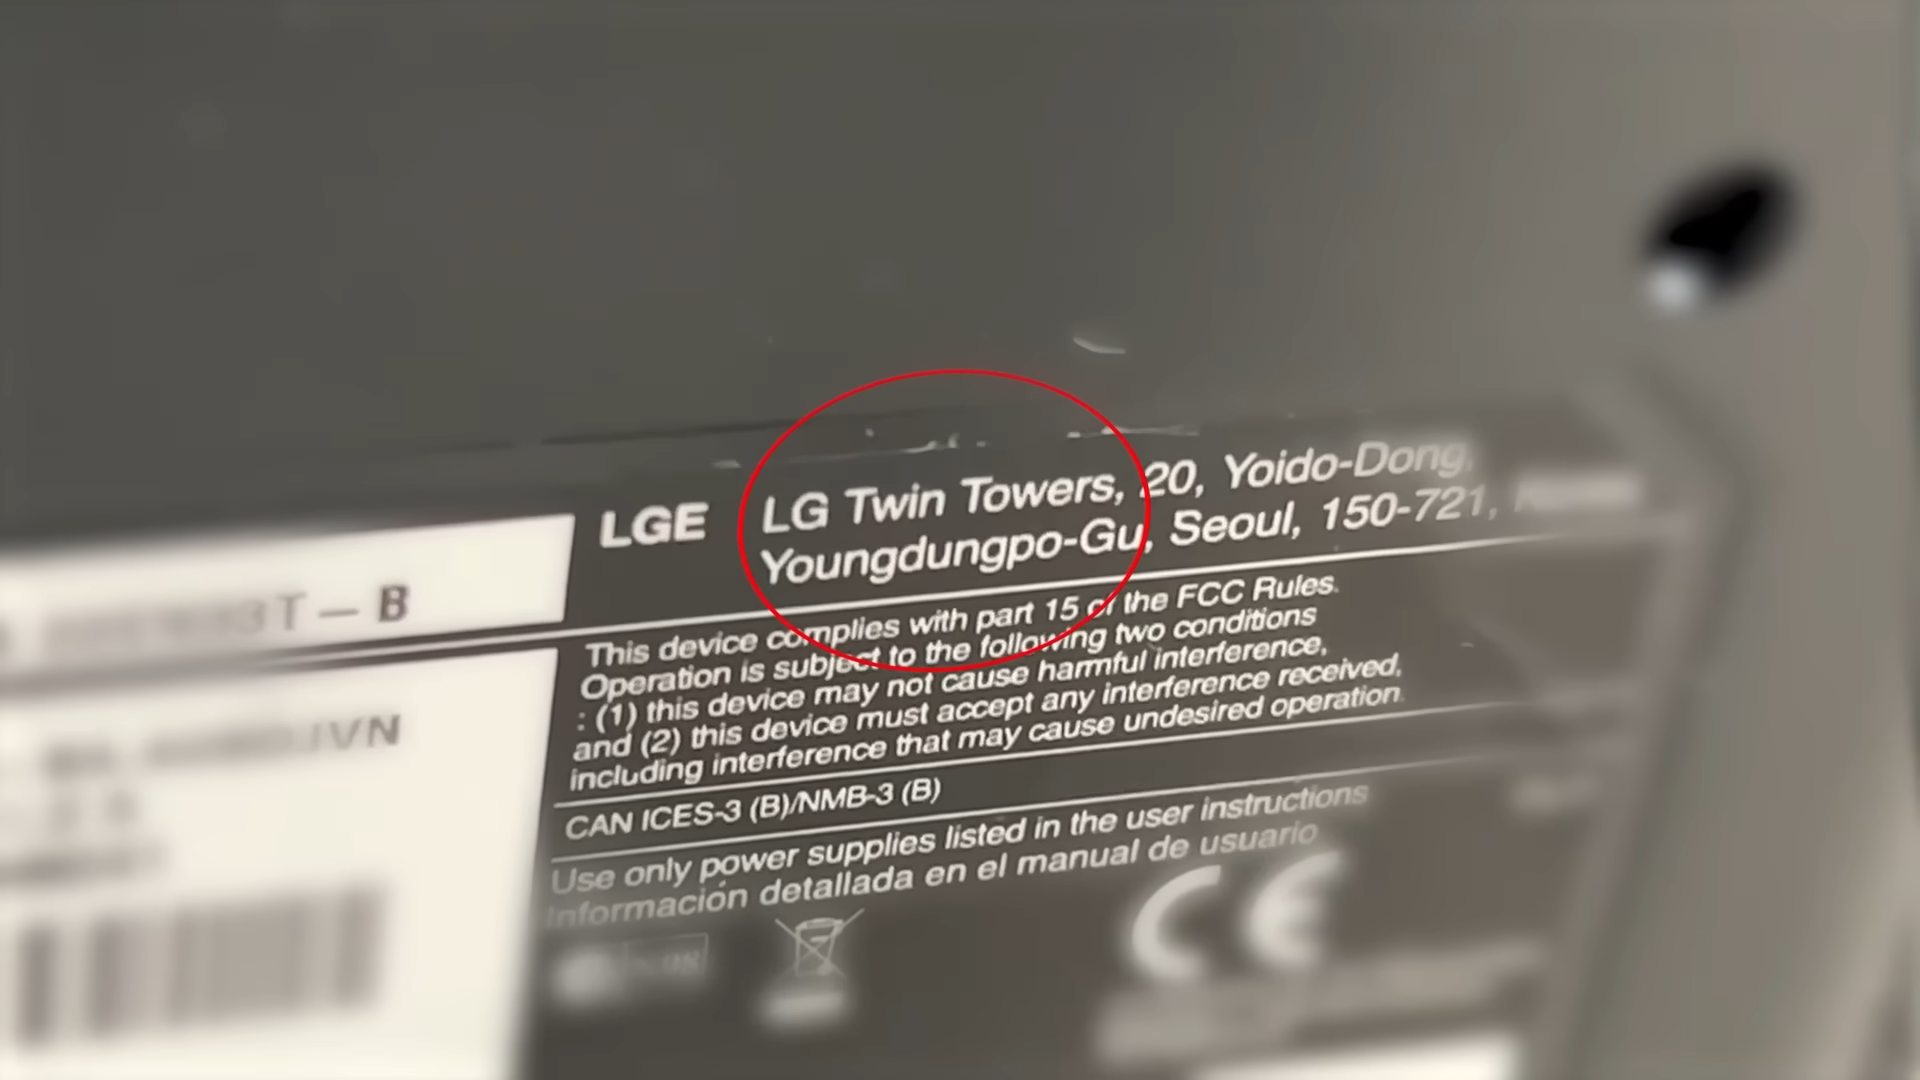 LGE LG Twin Towers, 20, Yoido-Dong,
Youngdungpo-Gu, Seoul, 150-721,
This device complies with part 15 of the FCC Rules.
Operation is subject to the following two conditions
: (1) this device may not cause harmful interference,
and (2) this device must accept any interference received,
including interference that may cause undesired operation.
CAN ICES-3 (B)/NMB-3 (B)
Use only power supplies listed in the user instructions
Información detallada en el manual de usuario
CE
B